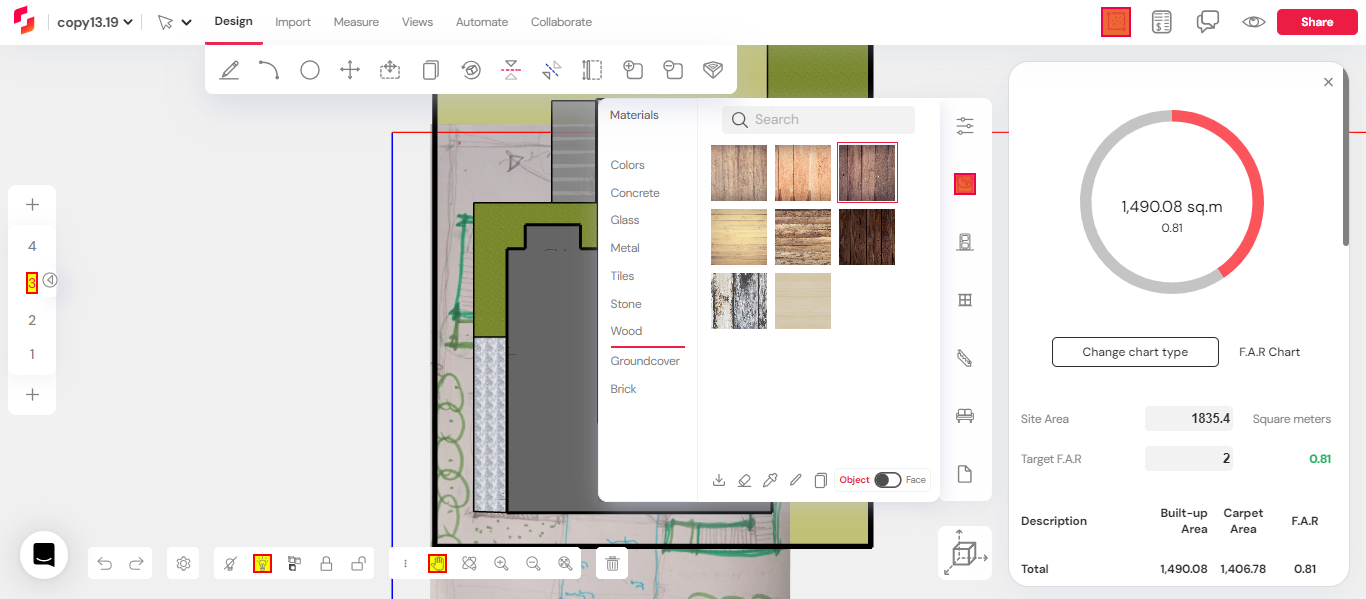 copy13.19
Design Import Measure Views Automate Collaborate
Share
Materials
Search
Colors
Concrete
Glass
Metal
Tiles
Stone
Wood
Groundcover
Brick
Object Face
4
3
2
1
1,490.08 sq.m
0.81
Change chart type F.A.R Chart
Site Area 1835.4 Square meters
Target F.A.R 2 0.81
Description Built-up Area Carpet Area F.A.R
Total 1,490.08 1,406.78 0.81